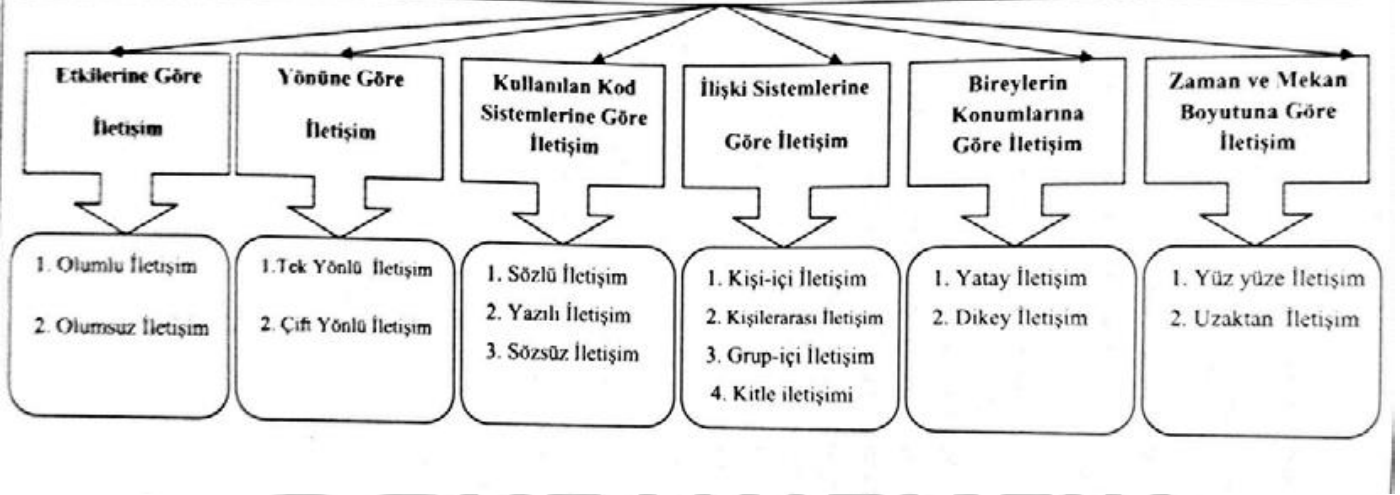 Etkilerine Göre
İletişim
Yönüne Göre
İletişim
Kullanılan Kod
Sistemlerine Göre
İletişim
İlişki Sistemlerine
Göre İletişim
Bireylerin
Konumlarına
Göre İletişim
Zaman ve Mekan
Boyutuna Göre
İletişim
1. Olumlu İletişim
2. Olumsuz İletişim
1.Tek Yönlü İletişim
2. Çift Yönlü İletişim
1. Sözlü İletişim
2. Yazılı İletişim
3. Sözsüz İletişim
1. Kişi-içi İletişim
2. Kişilerarası İletişim
3. Grup-içi İletişim
4. Kitle iletişimi
1. Yatay İletişim
2. Dikey İletişim
1. Yüz yüze İletişim
2. Uzaktan İletişim